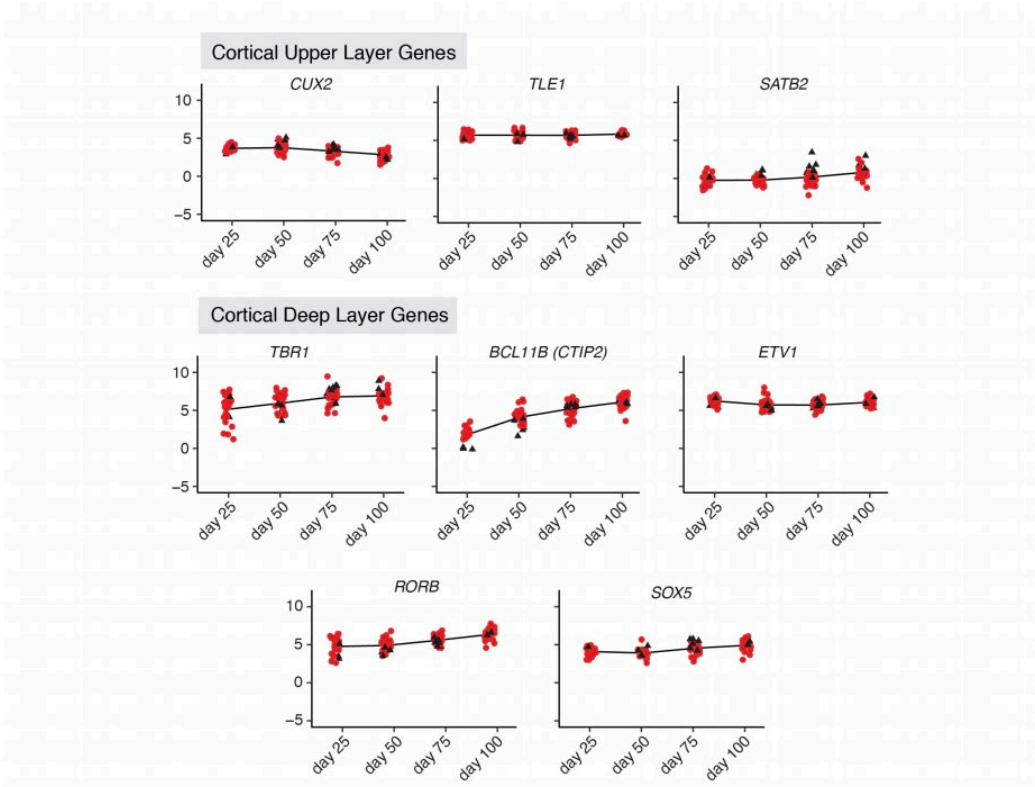 Cortical Upper Layer Genes
CUX2 TLE1 SATB2
10
5
0
−5
day 25 day 50 day 75 day 100 day 25 day 50 day 75 day 100 day 25 day 50 day 75 day 100
Cortical Deep Layer Genes
TBR1 BCL11B (CTIP2) ETV1
10
5
0
−5
day 25 day 50 day 75 day 100 day 25 day 50 day 75 day 100 day 25 day 50 day 75 day 100
RORB SOX5
10
5
0
−5
day 25 day 50 day 75 day 100 day 25 day 50 day 75 day 100